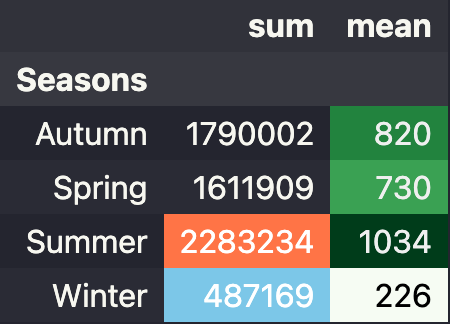 sum mean
Seasons
Autumn 1790002 820
Spring 1611909 730
Summer 2283234 1034
Winter 487169 226